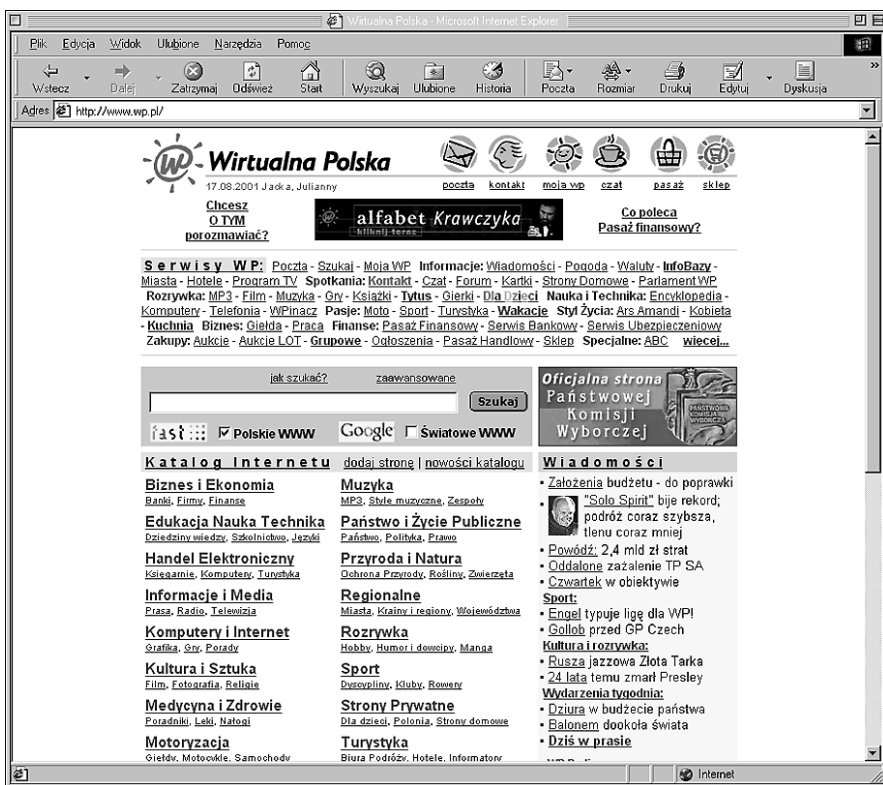 Wirtualna Polska - Microsoft Internet Explorer
Plik Edycja Widok Ulubione Narzędzia Pomoc
Wstecz Dalej Zatrzymaj Odśwież Start Wyszukaj Ulubione Historia Poczta Rozmiar Drukuj Edytuj Dyskusja
Adres http://www.wp.pl/
Wirtualna Polska
17.08.2001 Jacka, Julianny
poczta kontakt moja wp czat pasaż sklep
Chcesz
O TYM
porozmawiać?
alfabet Krawczyka
kliknij teraz
Co poleca
Pasaż finansowy?
Serwisy WP: Poczta - Szukaj - Moja WP Informacje: Wiadomości - Pogoda - Waluty - InfoBazy -
Miasta - Hotele - Program TV Spotkania: Kontakt - Czat - Forum - Kartki - Strony Domowe - Parlament WP
Rozrywka: MP3 - Film - Muzyka - Gry - Książki - Tytus - Gierki - Dla Dzieci Nauka i Technika: Encyklopedia -
Komputery - Telefonia - WPinacz Pasje: Moto - Sport - Turystyka - Wakacje Styl Życia: Ars Amandi - Kobieta
- Kuchnia Biznes: Giełda - Praca Finanse: Pasaż Finansowy - Serwis Bankowy - Serwis Ubezpieczeniowy
Zakupy: Aukcje - Aukcje LOT - Grupowe - Ogłoszenia - Pasaż Handlowy - Sklep Specjalne: ABC więcej...
jak szukać? zaawansowane
Szukaj
fast Polskie WWW Google Światowe WWW
Oficjalna strona
Państwowej
Komisji
Wyborczej
PAŃSTWOWA
KOMISJA
WYBORCZA
Katalog Internetu dodaj stronę | nowości katalogu
Biznes i Ekonomia
Banki, Firmy, Finanse
Edukacja Nauka Technika
Dziedziny wiedzy, Szkolnictwo, Języki
Handel Elektroniczny
Księgarnie, Komputery, Turystyka
Informacje i Media
Prasa, Radio, Telewizja
Komputery i Internet
Grafika, Gry, Porady
Kultura i Sztuka
Film, Fotografia, Religie
Medycyna i Zdrowie
Poradniki, Leki, Nałogi
Motoryzacja
Giełdy, Motocykle, Samochody
Muzyka
MP3, Style muzyczne, Zespoły
Państwo i Życie Publiczne
Państwo, Polityka, Prawo
Przyroda i Natura
Ochrona Przyrody, Rośliny, Zwierzęta
Regionalne
Miasta, Krainy i regiony, Województwa
Rozrywka
Hobby, Humor i dowcipy, Manga
Sport
Dyscypliny, Kluby, Rowery
Strony Prywatne
Dla dzieci, Polonia, Strony domowe
Turystyka
Biura Podróży, Hotele, Informatory
Wiadomości
• Założenia budżetu - do poprawki
• "Solo Spirit" bije rekord;
podróż coraz szybsza,
tlenu coraz mniej
• Powódź: 2,4 mld zł strat
• Oddalone zażalenie TP SA
• Czwartek w obiektywie
Sport:
• Engel typuje ligę dla WP!
• Gollob przed GP Czech
Kultura i rozrywka:
• Rusza jazzowa Złota Tarka
• 24 lata temu zmarł Presley
Wydarzenia tygodnia:
• Dziura w budżecie państwa
• Balonem dookoła świata
• Dziś w prasie
Internet